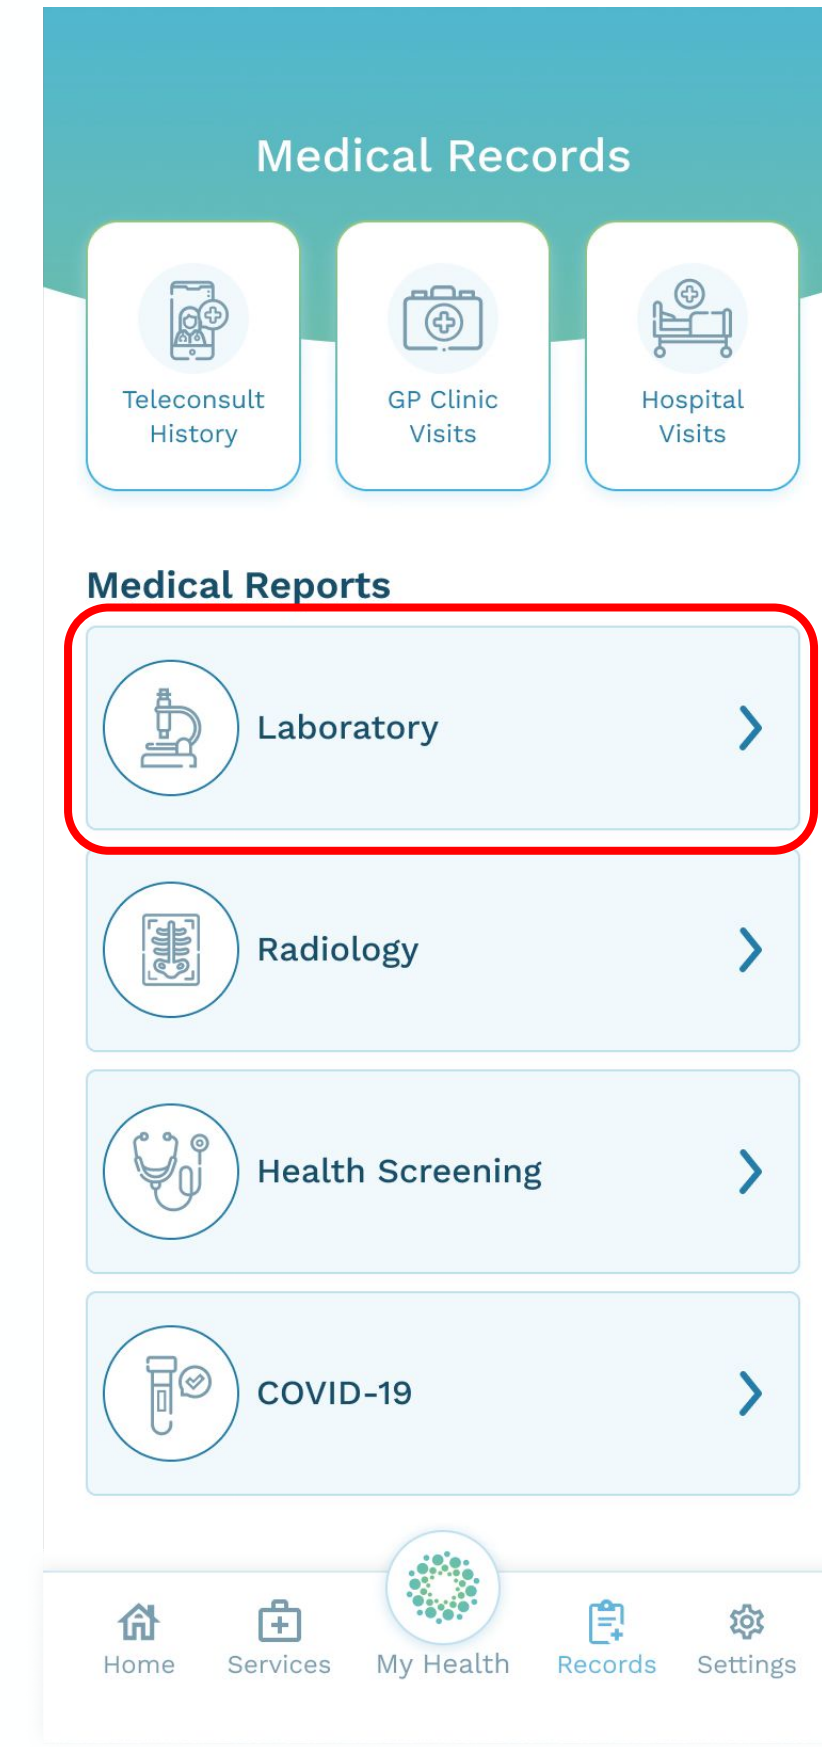 Medical Records
Teleconsult
History
GP Clinic
Visits
Hospital
Visits
Medical Reports
Laboratory
Radiology
Health Screening
COVID-19
Home
Services
My Health
Records
Settings